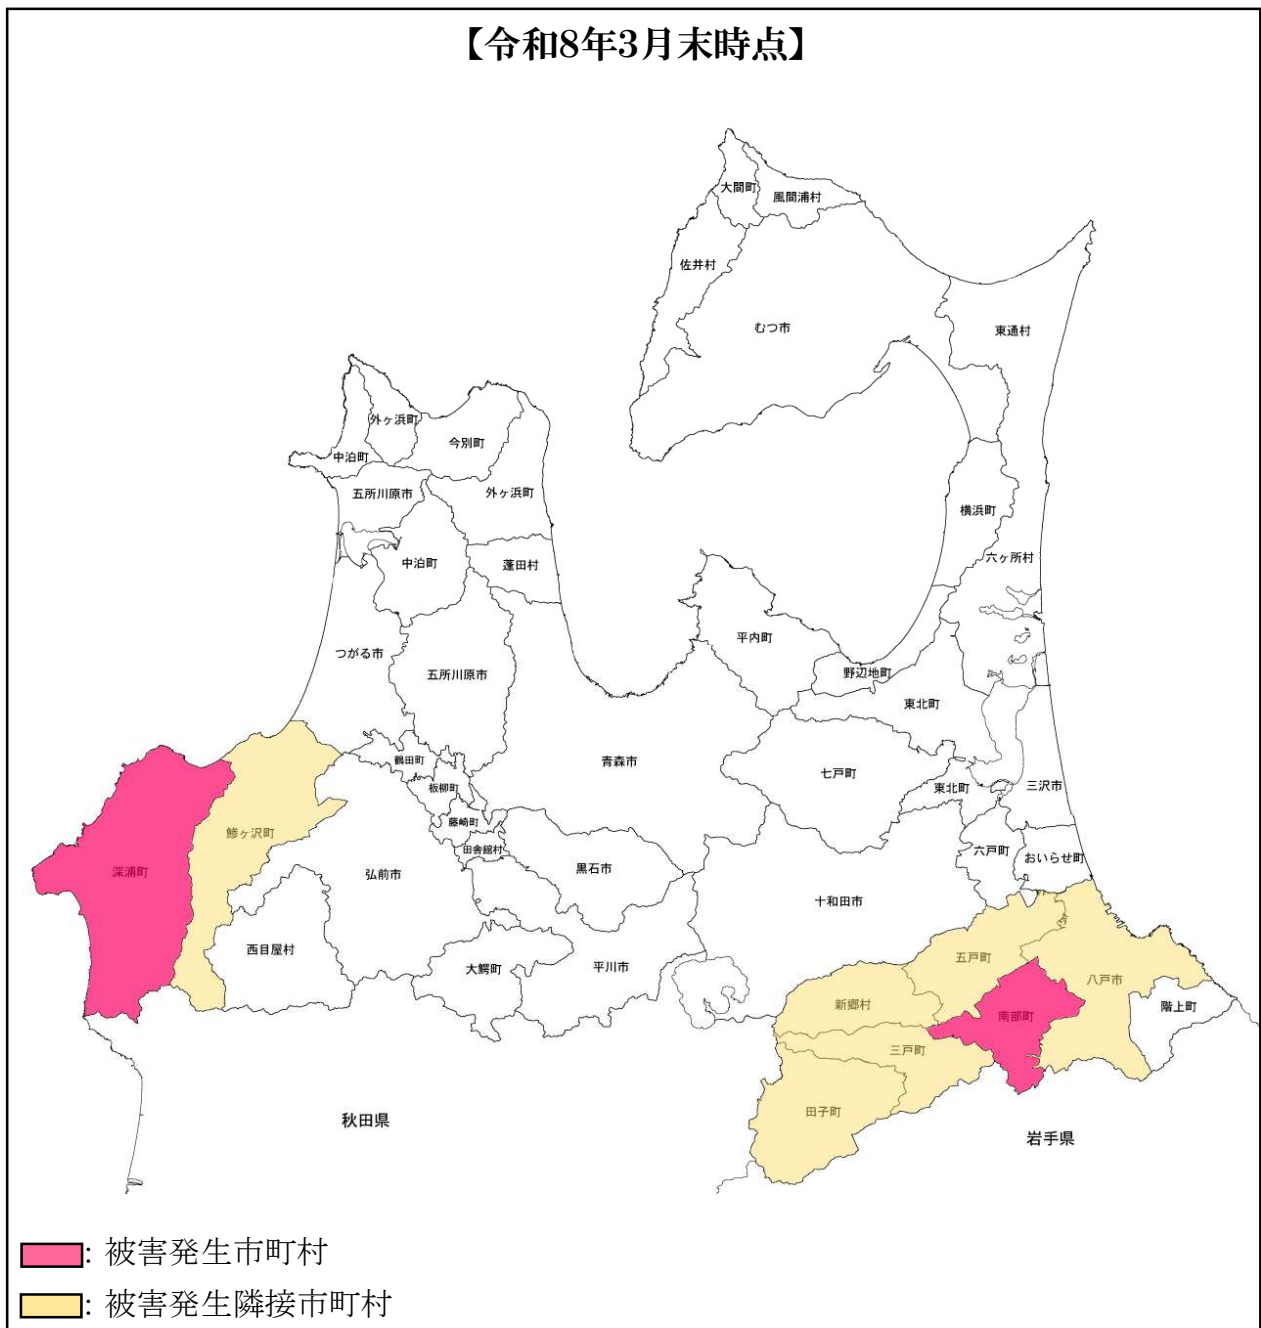 【令和8年3月末時点】
大間町
風間浦村
佐井村
むつ市
東通村
外ヶ浜町
今別町
中泊町
五所川原市
外ヶ浜町
横浜町
中泊町
蓬田村
六ヶ所村
平内町
つがる市
五所川原市
野辺地町
東北町
鶴田町
青森市
七戸町
板柳町
東北町
三沢市
藤崎町
鰺ヶ沢町
田舎館村
六戸町
おいらせ町
深浦町
弘前市
黒石市
十和田市
西目屋村
大鰐町
平川市
五戸町
八戸市
新郷村
南部町
階上町
三戸町
田子町
秋田県
岩手県
: 被害発生市町村
: 被害発生隣接市町村